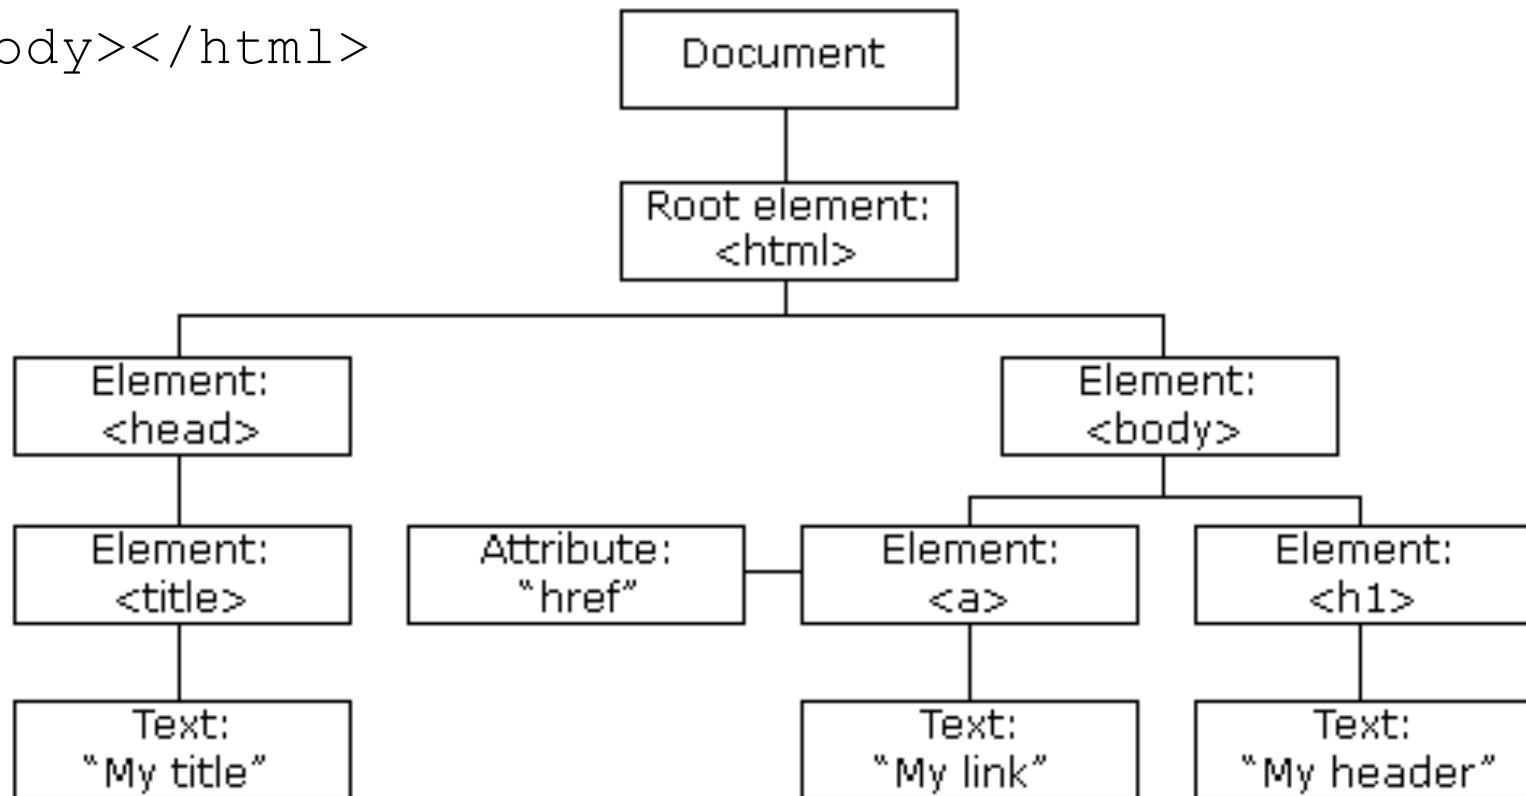 ody></html>
Document
Root element:
<html>
Element:
<head>
Element:
<body>
Element:
<title>
Attribute:
“href”
Element:
<a>
Element:
<h1>
Text:
“My title”
Text:
“My link”
Text:
“My header”